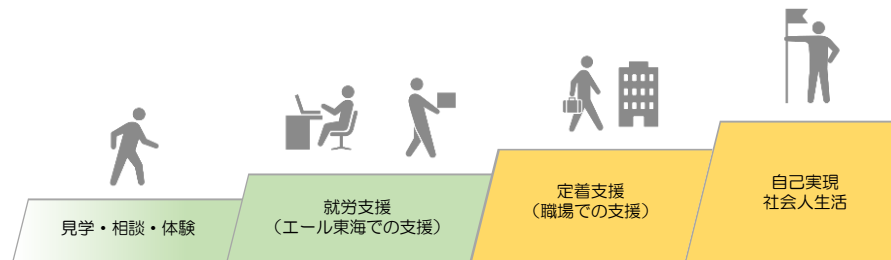 見学・相談・体験
就労支援
（エール東海での支援）
定着支援
（職場での支援）
自己実現
社会人生活